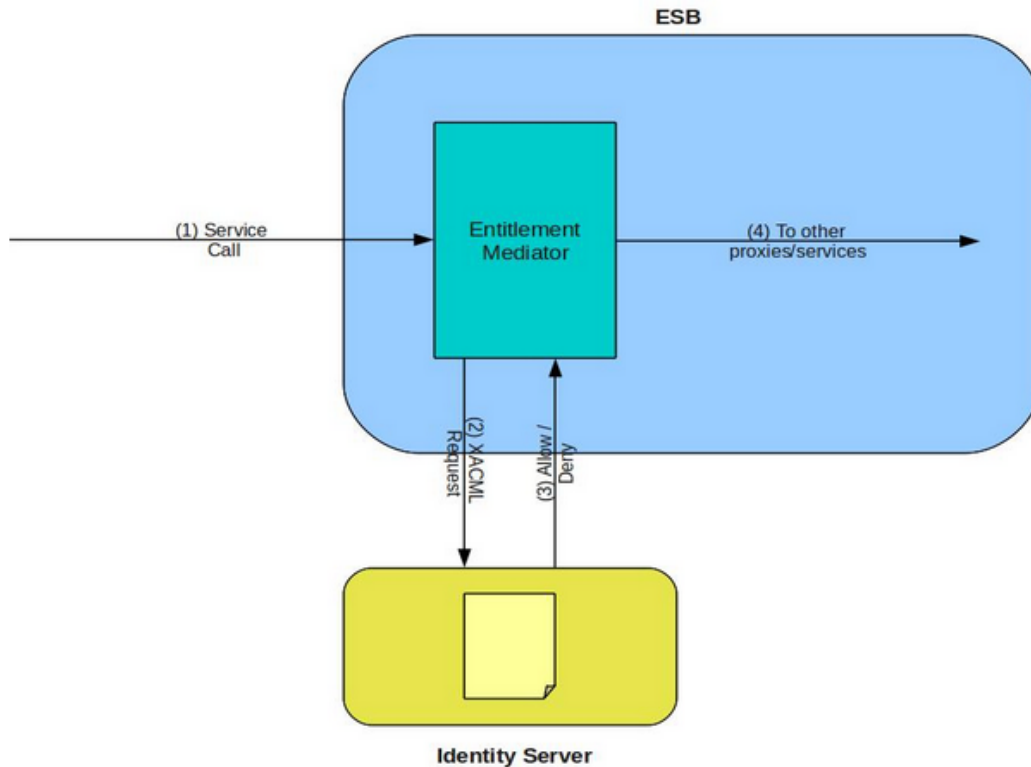 ESB
(1) Service
Call
Entitlement
Mediator
(4) To other
proxies/services
(2) XACML
Request
(3) Allow /
Deny
Identity Server